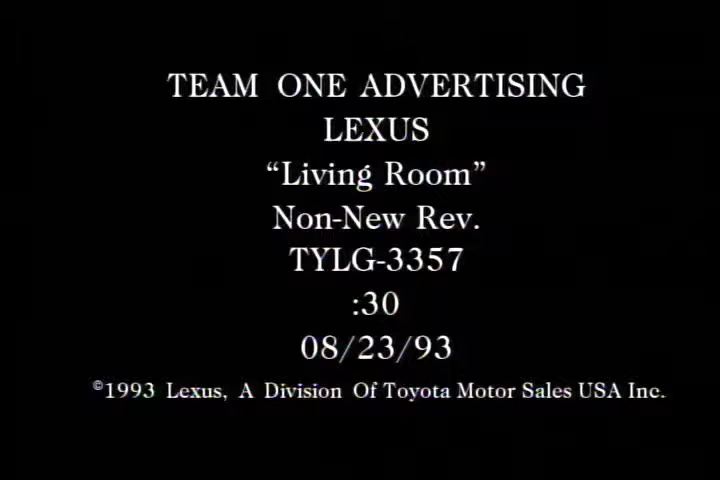 TEAM ONE ADVERTISING
LEXUS
“Living Room”
Non-New Rev.
TYLG-3357
:30
08/23/93
©1993 Lexus, A Division Of Toyota Motor Sales USA Inc.